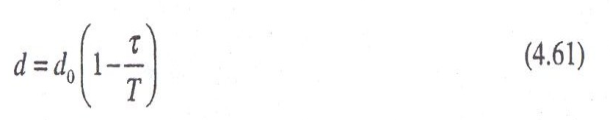 d = d₀(1 − τ/T) (4.61)